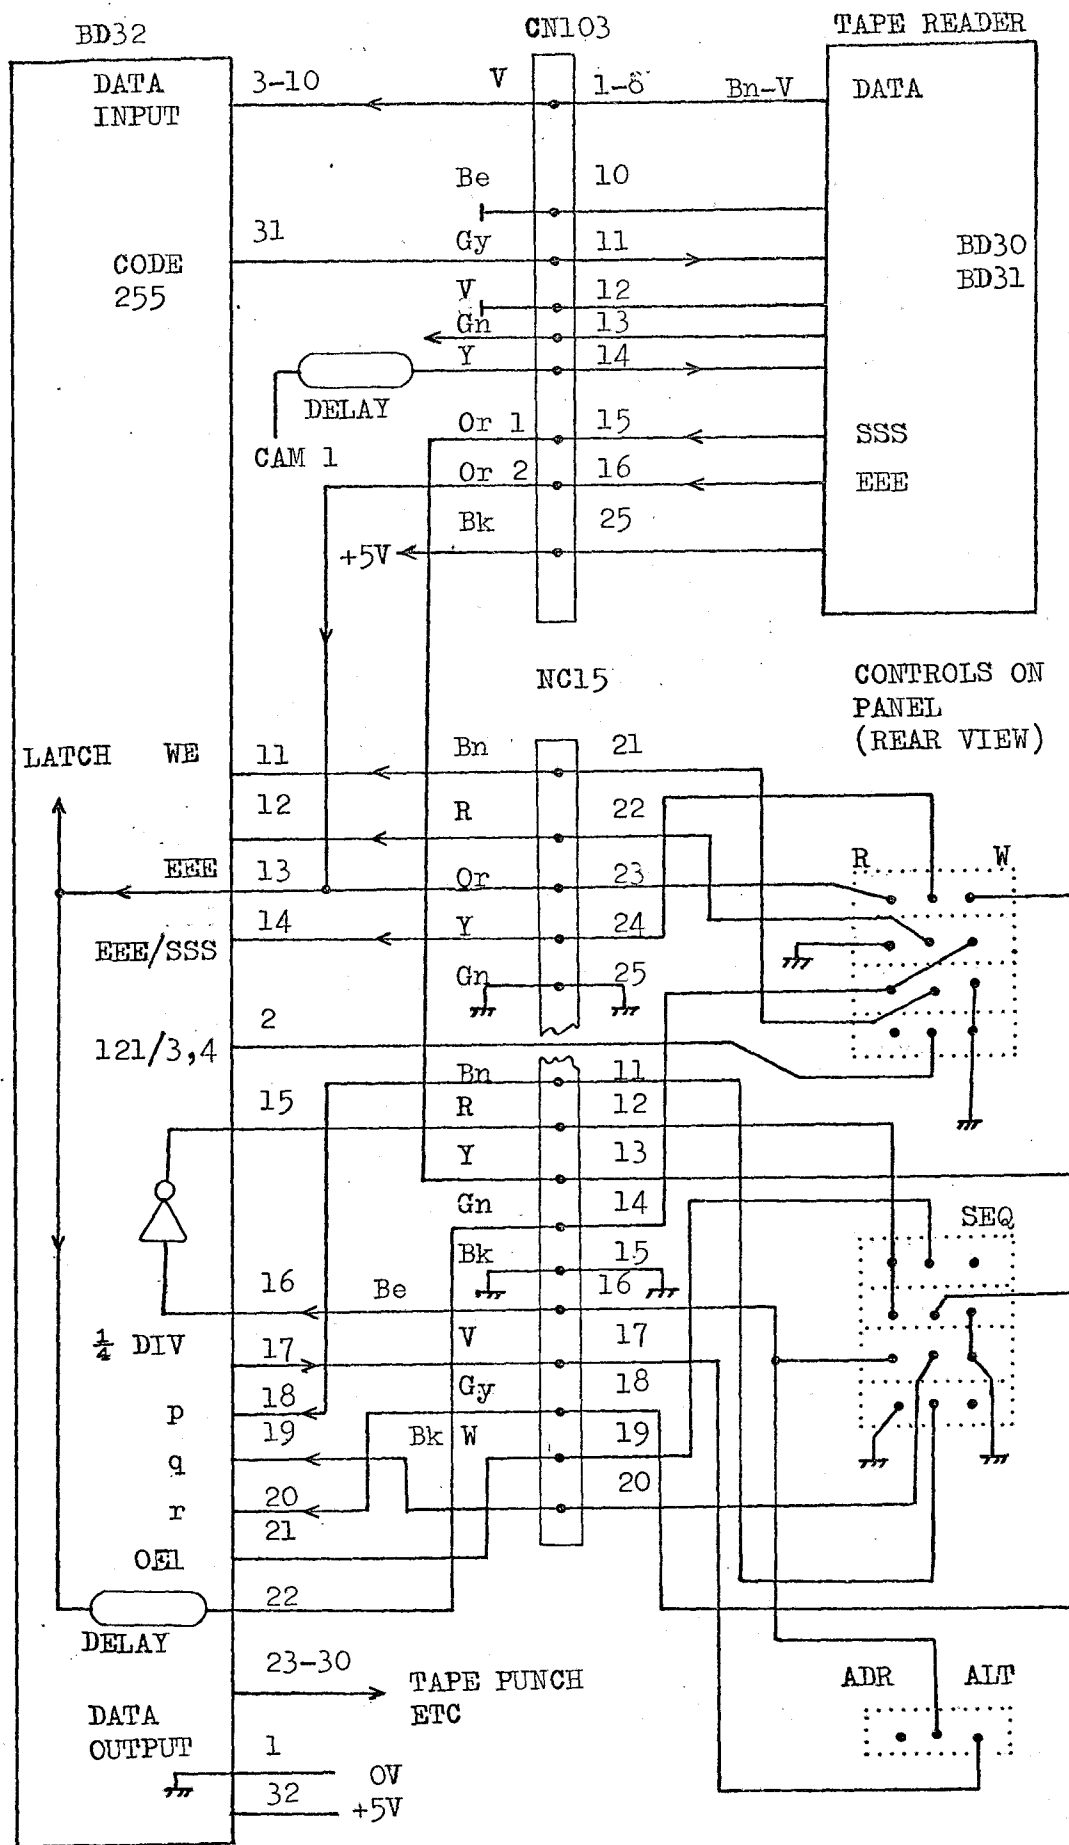 BD32
CN103
TAPE READER
DATA
INPUT
3-10
V
1-8
Bn-V
DATA
Be
10
31
Gy
11
BD30
BD31
CODE
255
V
12
Gn
13
Y
14
DELAY
CAM 1
Or 1
15
SSS
Or 2
16
EEE
Bk
25
+5V
NC15
CONTROLS ON
PANEL
(REAR VIEW)
LATCH
WE
11
Bn
21
12
R
22
EEE
13
Or
23
R
W
14
Y
24
EEE/SSS
Gn
25
2
121/3,4
Bn
11
15
R
12
Y
13
Gn
14
SEQ
Bk
15
16
Be
16
¼ DIV
17
V
17
p
18
Gy
18
19
Bk
W
19
q
20
r
20
21
OE1
22
DELAY
23-30
TAPE PUNCH
ETC
ADR
ALT
DATA
OUTPUT
1
0V
32
+5V